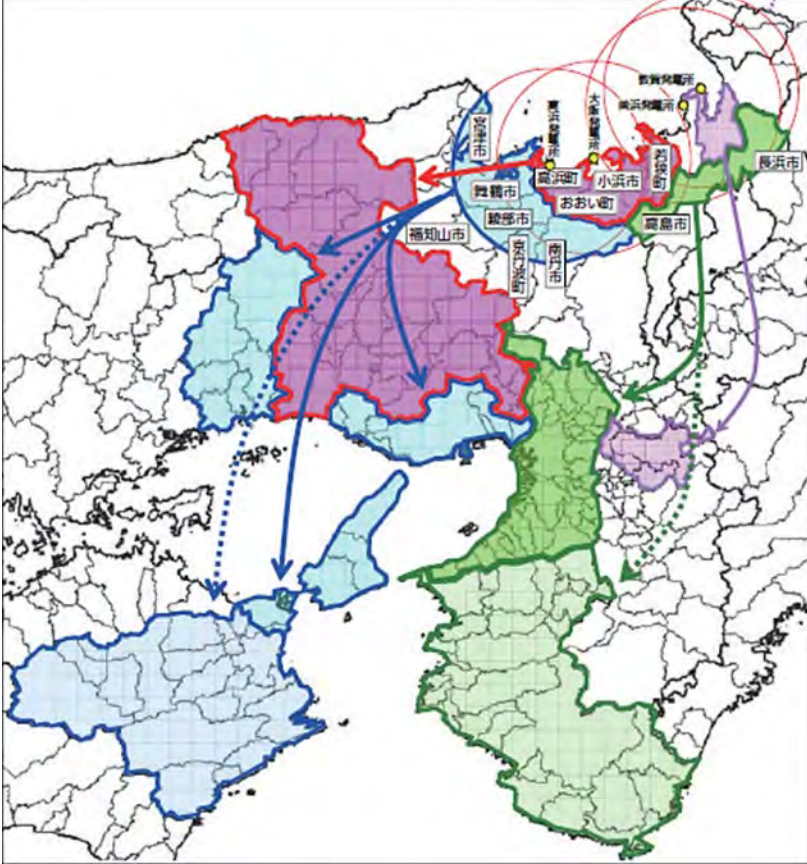 敦賀発電所
美浜発電所
大飯発電所
高浜発電所
宮津市
長浜市
若狭町
高浜町
小浜市
舞鶴市
おおい町
綾部市
高島市
福知山市
京丹波町
南丹市